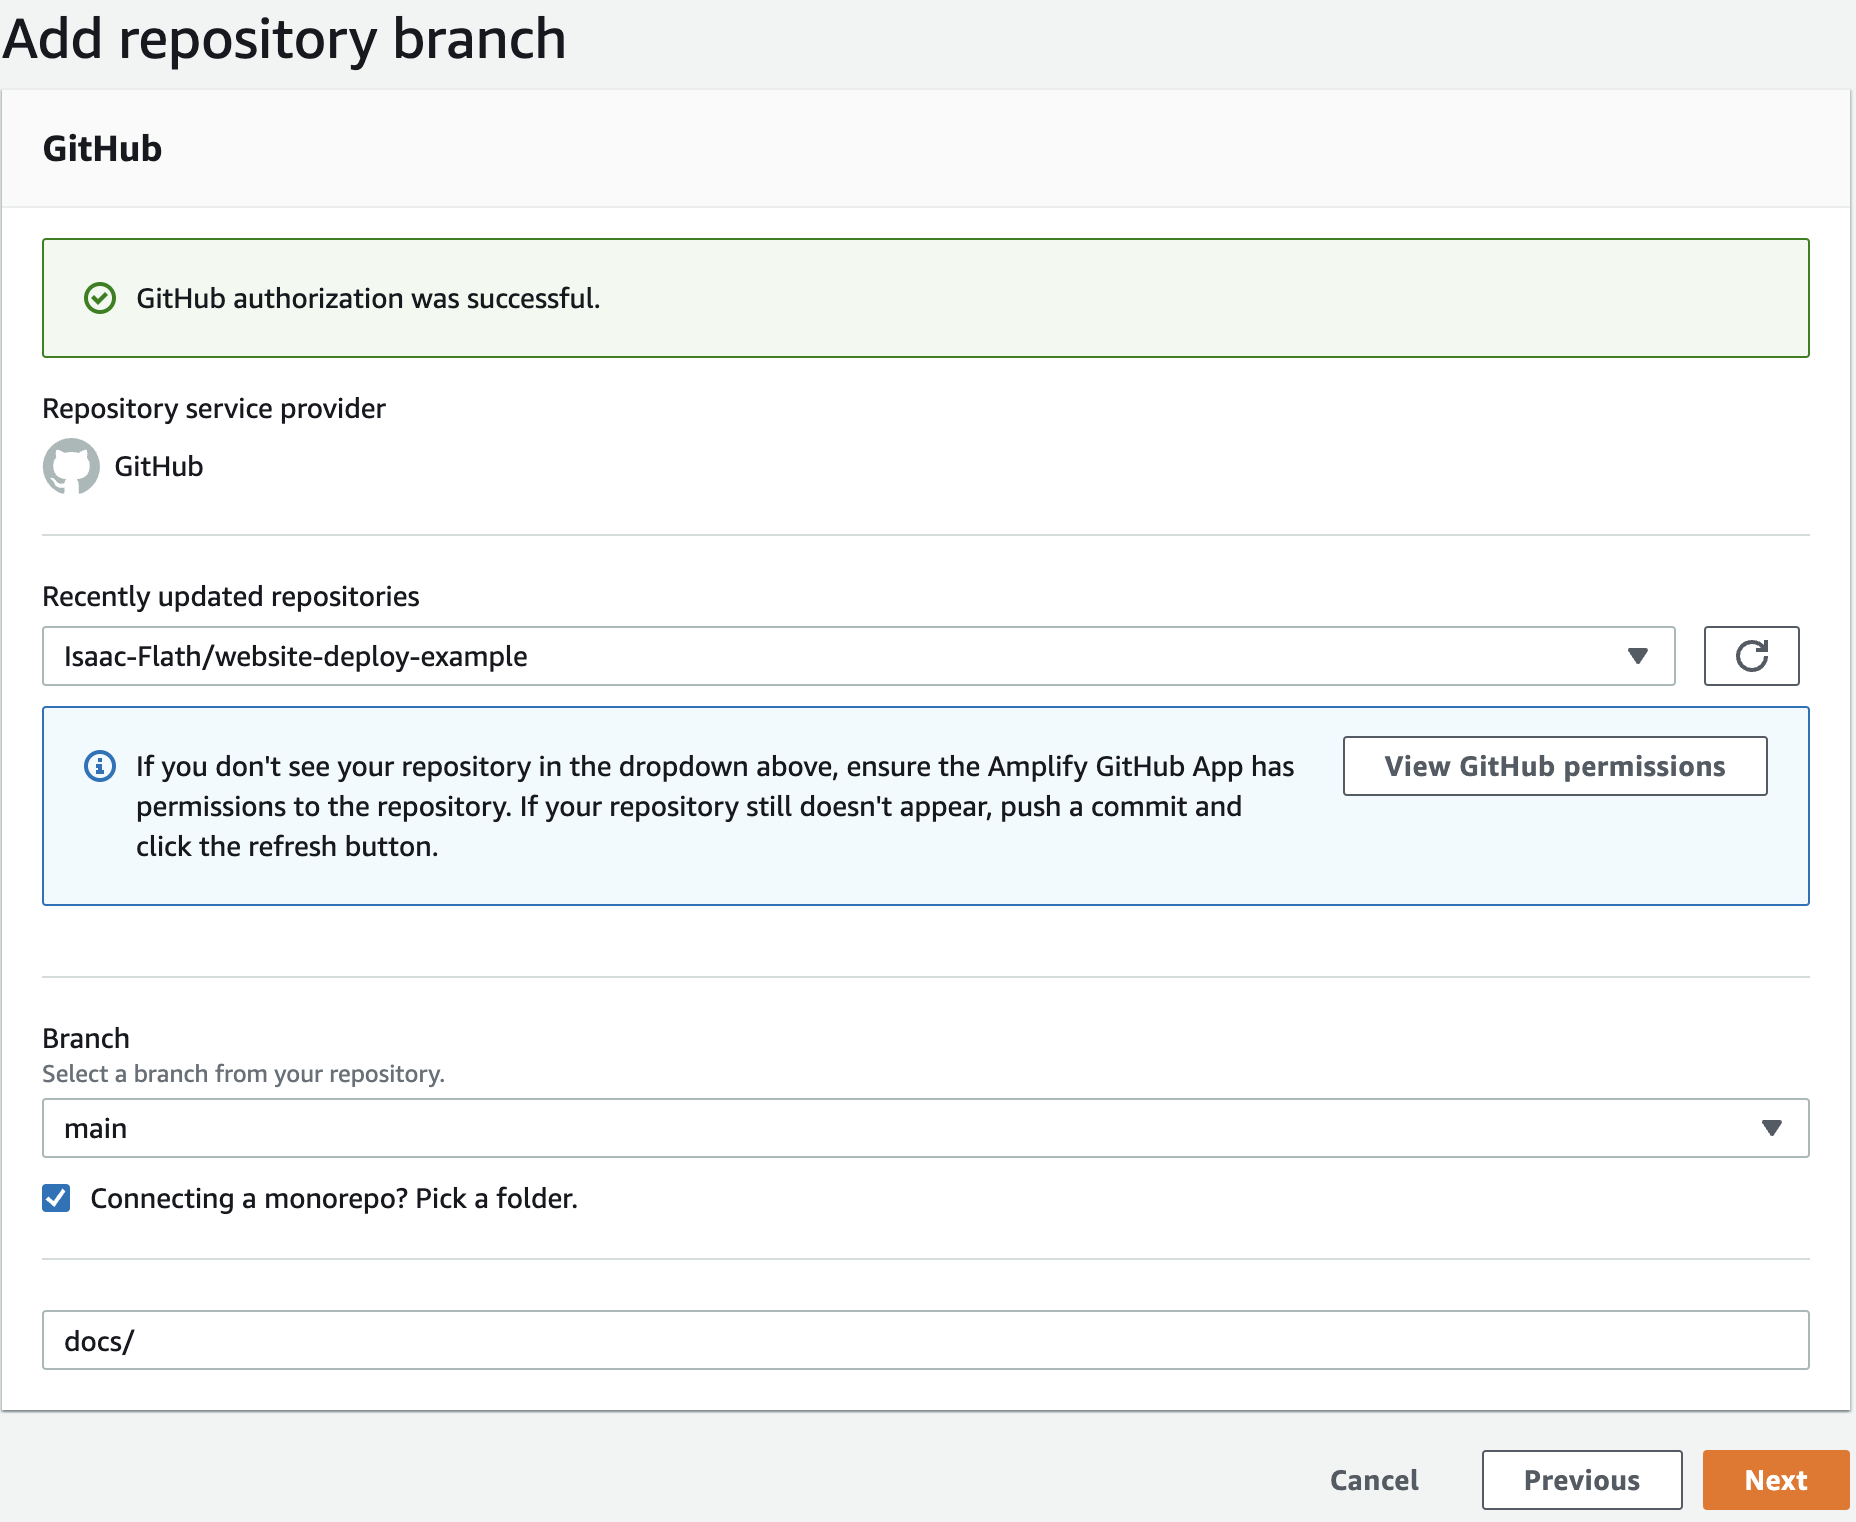 Add repository branch
GitHub
GitHub authorization was successful.
Repository service provider
GitHub
Recently updated repositories
Isaac-Flath/website-deploy-example
If you don't see your repository in the dropdown above, ensure the Amplify GitHub App has
permissions to the repository. If your repository still doesn't appear, push a commit and
click the refresh button.
View GitHub permissions
Branch
Select a branch from your repository.
main
Connecting a monorepo? Pick a folder.
docs/
Cancel
Previous
Next